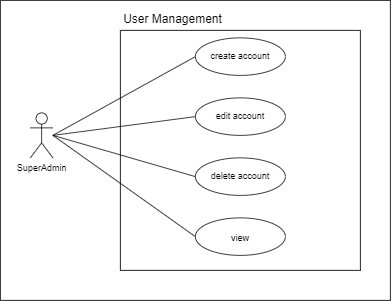 User Management
create account
edit account
SuperAdmin
delete account
view